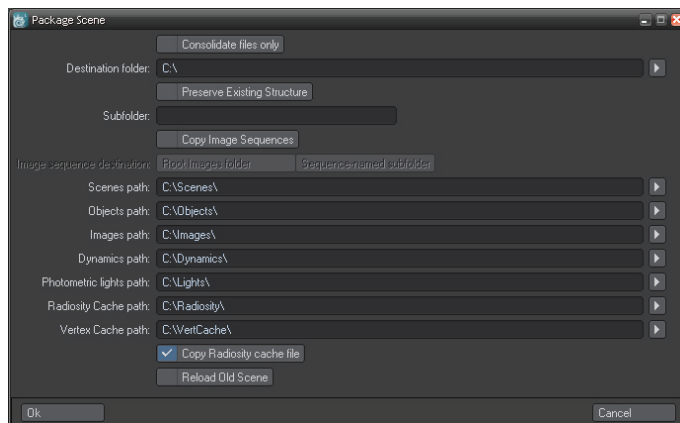 Package Scene
Consolidate files only
Destination folder: C:\
Preserve Existing Structure
Subfolder:
Copy Image Sequences
Image sequence destination: Root Images folder Sequence-named subfolder
Scenes path: C:\Scenes\
Objects path: C:\Objects\
Images path: C:\Images\
Dynamics path: C:\Dynamics\
Photometric lights path: C:\Lights\
Radiosity Cache path: C:\Radiosity\
Vertex Cache path: C:\VertCache\
Copy Radiosity cache file
Reload Old Scene
Ok Cancel